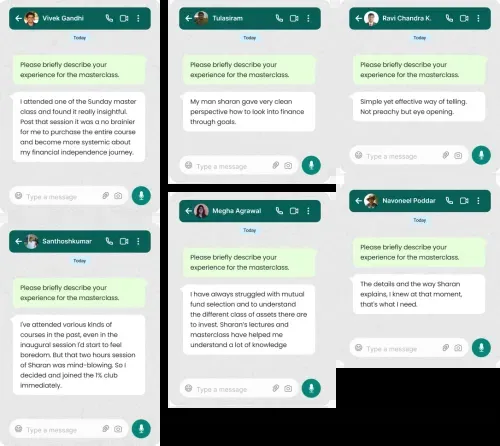 Vivek Gandhi
Today
Please briefly describe your
experience for the masterclass.
I attended one of the Sunday master
class and found it really insightful.
Post that session it was a no brainier
for me to purchase the entire course
and become more systemic about
my financial independence journey.
Type a message
Santhoshkumar
Today
Please briefly describe your
experience for the masterclass.
I've attended various kinds of
courses in the past, even in the
inaugural session I'd start to feel
boredom. But that two hours session
of Sharan was mind-blowing. So I
decided and joined the 1% club
immediately.
Type a message
Tulasiram
Today
Please briefly describe your
experience for the masterclass.
My man sharan gave very clean
perspective how to look into finance
through goals.
Type a message
Megha Agrawal
Today
Please briefly describe your
experience for the masterclass.
I have always struggled with mutual
fund selection and to understand
the different class of assets there are
to invest. Sharan's lectures and
masterclass have helped me
understand a lot of knowledge
Type a message
Ravi Chandra K.
Today
Please briefly describe your
experience for the masterclass.
Simple yet effective way of telling.
Not preachy but eye opening.
Type a message
Navoneel Poddar
Today
Please briefly describe your
experience for the masterclass.
The details and the way Sharan
explains, I knew at that moment,
that's what I need.
Type a message